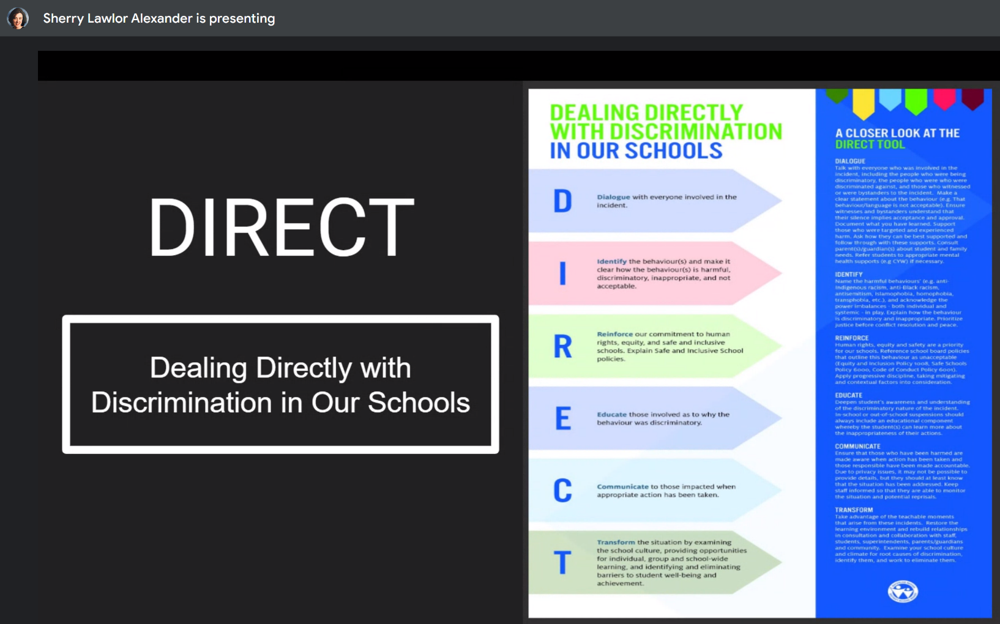 Sherry Lawlor Alexander is presenting
DIRECT
Dealing Directly with
Discrimination in Our Schools
DEALING DIRECTLY
WITH DISCRIMINATION
IN OUR SCHOOLS
D
Dialogue with everyone involved in the
incident.
I
Identify the behaviour(s) and make it
clear how the behaviour(s) is harmful,
discriminatory, inappropriate, and not
acceptable.
R
Reinforce our commitment to human
rights, equity, and safe and inclusive
schools. Explain Safe and Inclusive School
policies.
E
Educate those involved as to why the
behaviour was discriminatory.
C
Communicate to those impacted when
appropriate action has been taken.
T
Transform the situation by examining
the school culture, providing opportunities
for individual, group and school-wide
learning, and identifying and eliminating
barriers to student well-being and
achievement.
A CLOSER LOOK AT THE
DIRECT TOOL
DIALOGUE
Talk with everyone who was involved in the
incident, including the people who were being
discriminatory, the people who were who were
discriminated against, and those who witnessed
or were bystanders to the incident. Make a
clear statement about the behaviour (e.g. That
behaviour/language is not acceptable). Ensure
witnesses and bystanders understand that
their silence implies acceptance and approval.
Document what you have learned. Support
those who were targeted and experienced
harm. Ask how they can be best supported and
follow through with these supports. Consult
parent(s)/guardian(s) about student and family
needs. Refer students to appropriate mental
health supports (e.g CYW) if necessary.
IDENTIFY
Name the harmful behaviours' (e.g. anti-
Indigenous racism, anti-Black racism,
antisemitism, Islamophobia, homophobia,
transphobia, etc.), and acknowledge the
power imbalances - both individual and
systemic - in play. Explain how the behaviour
is discriminatory and inappropriate. Prioritize
justice before conflict resolution and peace.
REINFORCE
Human rights, equity and safety are a priority
for our schools. Reference school board policies
that outline this behaviour as unacceptable
(Equity and Inclusion Policy 1008, Safe Schools
Policy 6000, Code of Conduct Policy 6001).
Apply progressive discipline, taking mitigating
and contextual factors into consideration.
EDUCATE
Deepen student's awareness and understanding
of the discriminatory nature of the incident.
In-school or out-of-school suspensions should
always include an educational component
whereby the student(s) can learn more about
the inappropriateness of their actions.
COMMUNICATE
Ensure that those who have been harmed are
made aware when action has been taken and
those responsible have been made accountable.
Due to privacy issues, it may not be possible to
provide details, but they should at least know
that the situation has been addressed. Keep
staff informed so that they are able to monitor
the situation and potential reprisals.
TRANSFORM
Take advantage of the teachable moments
that arise from these incidents. Restore the
learning environment and rebuild relationships
in consultation and collaboration with staff,
students, superintendents, parents/guardians
and community. Examine your school culture
and climate for root causes of discrimination,
identify them, and work to eliminate them.